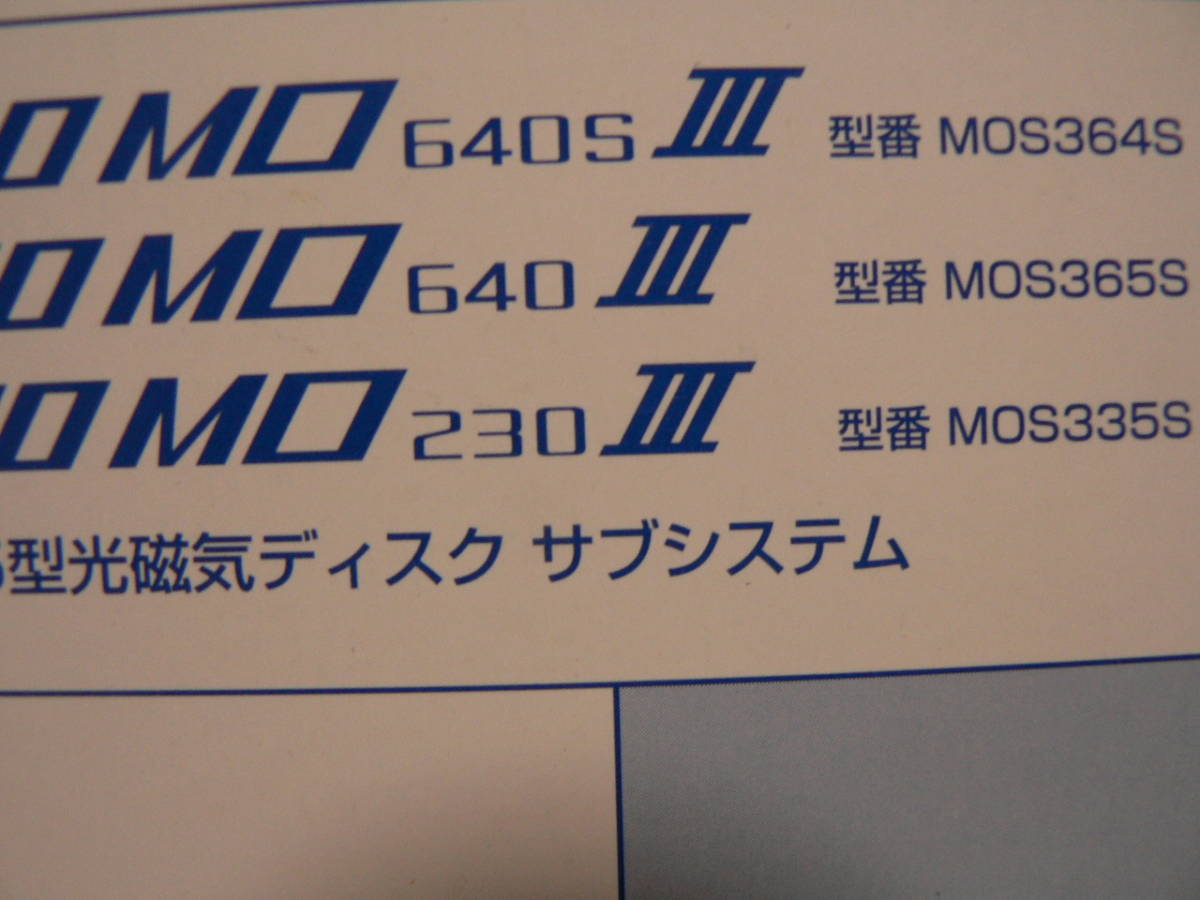 O MO 640S III 型番 MOS364S
O MO 640 III 型番 MOS365S
O MO 230 III 型番 MOS335S
5型光磁気ディスク サブシステム